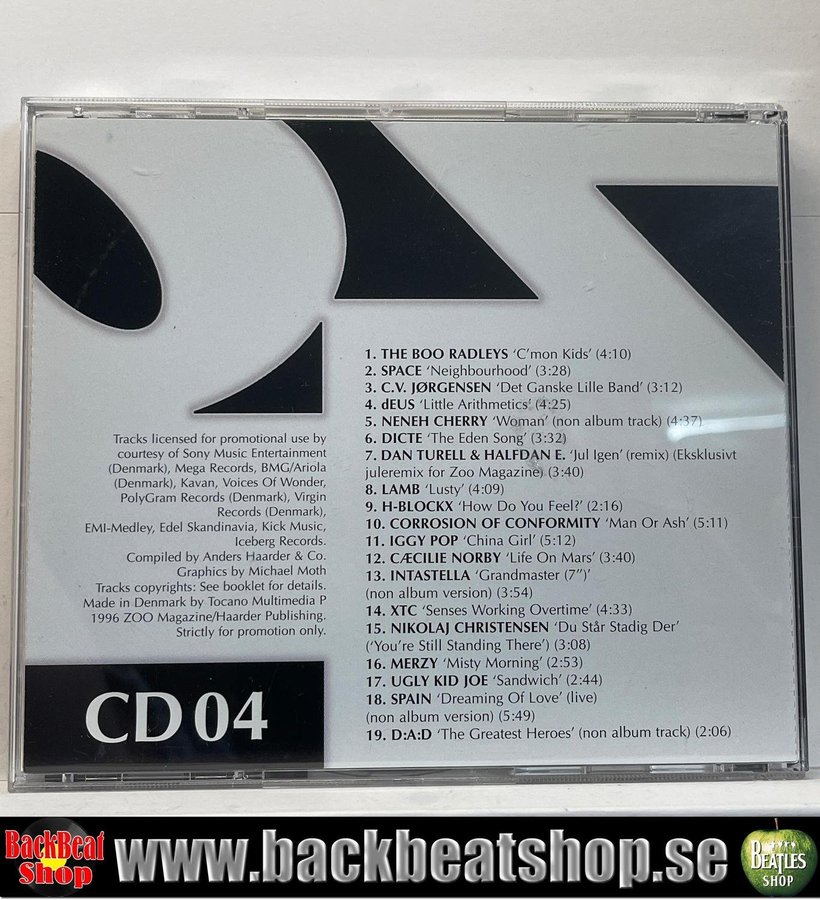 1. THE BOO RADLEYS ‘C’mon Kids’ (4:10)
2. SPACE ‘Neighbourhood’ (3:28)
3. C.V. JØRGENSEN ‘Det Ganske Lille Band’ (3:12)
4. dEUS ‘Little Arithmetics’ (4:25)
5. NENEH CHERRY ‘Woman’ (non album track) (4:37)
6. DICTE ‘The Eden Song’ (3:32)
7. DAN TURELL & HALFDAN E. ‘Jul Igen’ (remix) (Eksklusivt
juleremix for Zoo Magazine) (3:40)
8. LAMB ‘Lusty’ (4:09)
9. H-BLOCKX ‘How Do You Feel?’ (2:16)
10. CORROSION OF CONFORMITY ‘Man Or Ash’ (5:11)
11. IGGY POP ‘China Girl’ (5:12)
12. CÆCILIE NORBY ‘Life On Mars’ (3:40)
13. INTASTELLA ‘Grandmaster (7”)’
(non album version) (3:54)
14. XTC ‘Senses Working Overtime’ (4:33)
15. NIKOLAJ CHRISTENSEN ‘Du Står Stadig Der’
(‘You’re Still Standing There’) (3:08)
16. MERZY ‘Misty Morning’ (2:53)
17. UGLY KID JOE ‘Sandwich’ (2:44)
18. SPAIN ‘Dreaming Of Love’ (live)
(non album version) (5:49)
19. D:A:D ‘The Greatest Heroes’ (non album track) (2:06)
Tracks licensed for promotional use by
courtesy of Sony Music Entertainment
(Denmark), Mega Records, BMG/Ariola
(Denmark), Kavan, Voices Of Wonder,
PolyGram Records (Denmark), Virgin
Records (Denmark),
EMI-Medley, Edel Skandinavia, Kick Music,
Iceberg Records.
Compiled by Anders Haarder & Co.
Graphics by Michael Moth
Tracks copyrights: See booklet for details.
Made in Denmark by Tocano Multimedia P
1996 ZOO Magazine/Haarder Publishing.
Strictly for promotion only.
CD 04
BackBeat
Shop
www.backbeatshop.se
BEATLES
SHOP